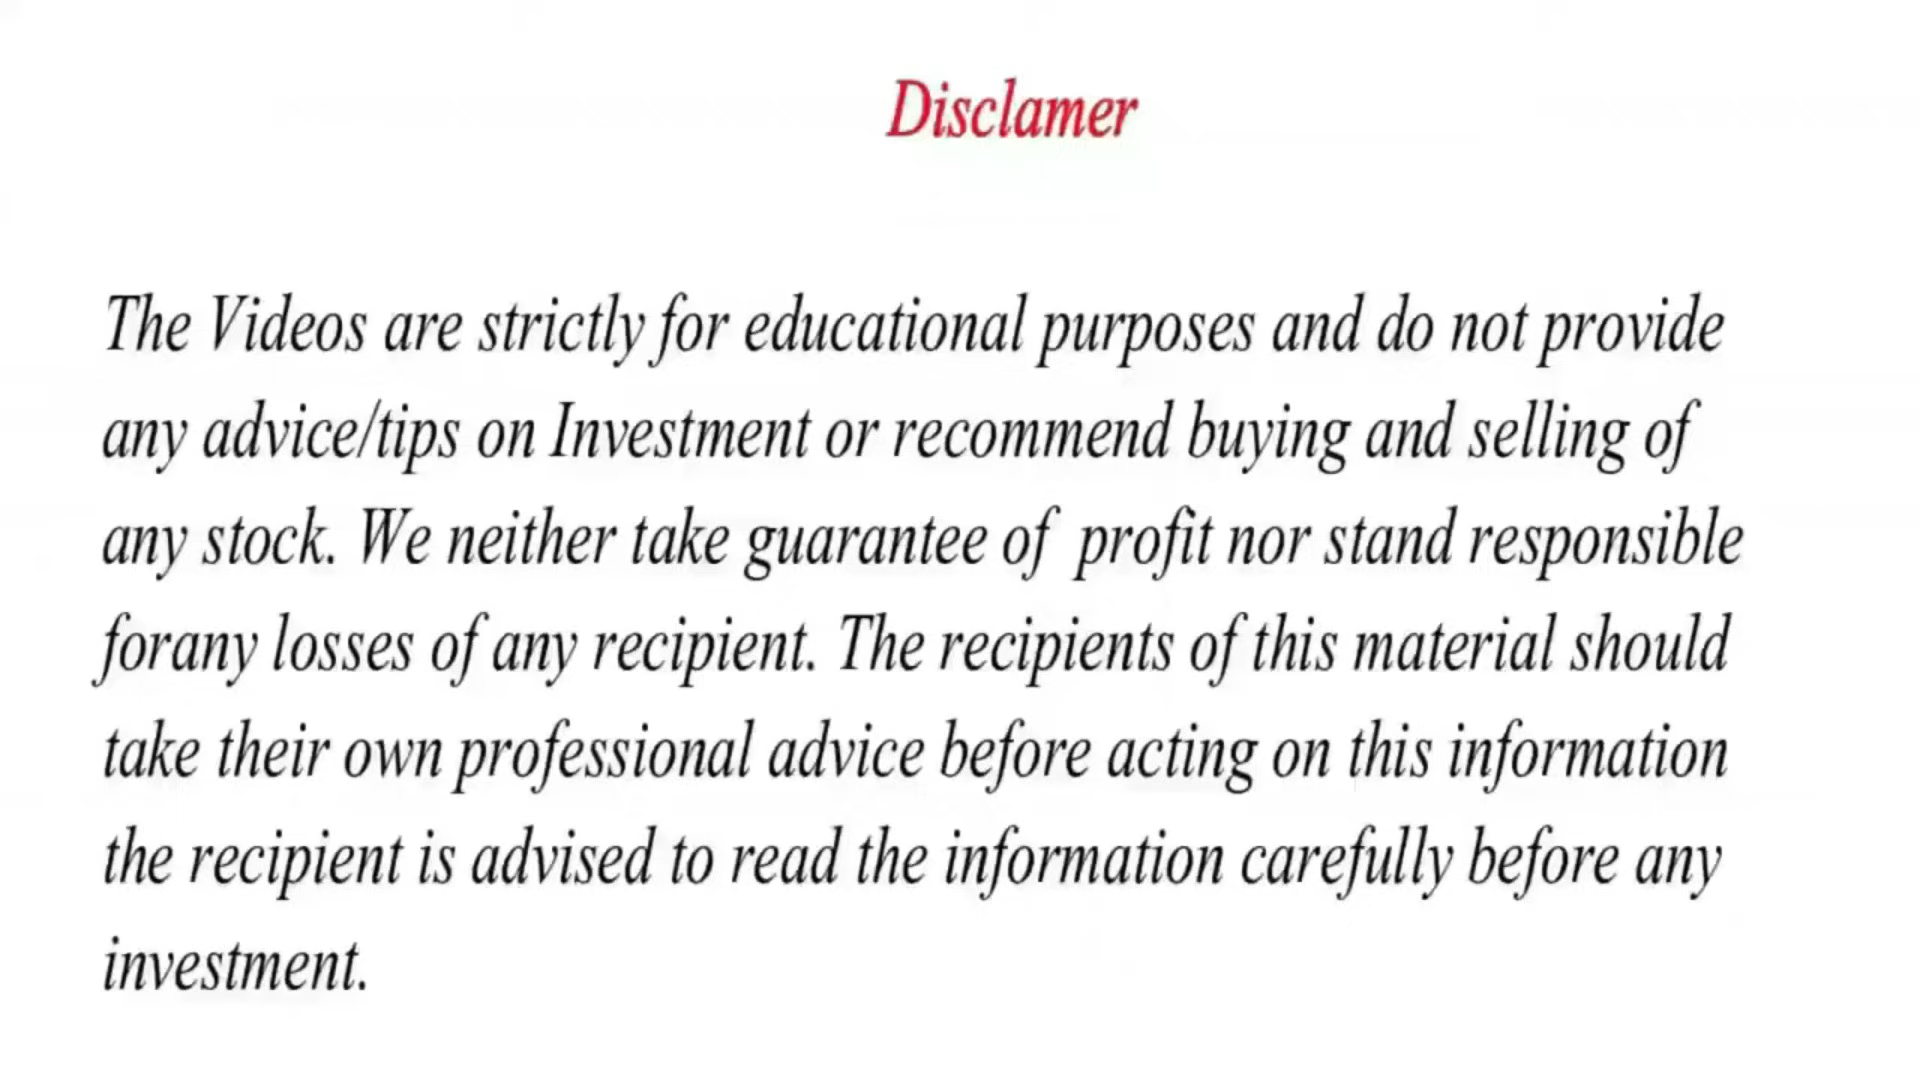 Disclamer
The Videos are strictly for educational purposes and do not provide
any advice/tips on Investment or recommend buying and selling of
any stock. We neither take guarantee of profit nor stand responsible
forany losses of any recipient. The recipients of this material should
take their own professional advice before acting on this information
the recipient is advised to read the information carefully before any
investment.